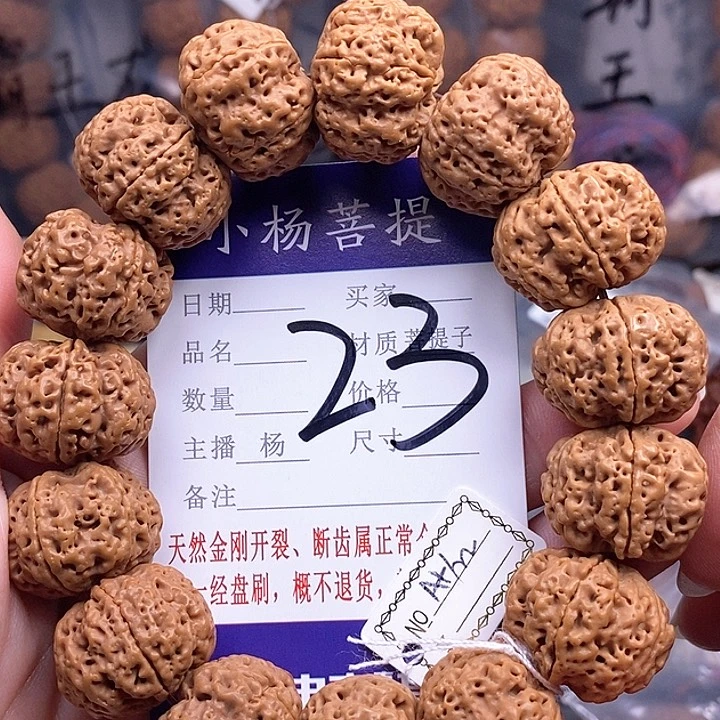 小杨菩提
日期 买家
品名 材质 菩提子
23
数量 价格
主播 杨 尺寸
备注
天然金刚开裂、断齿属正常
一经盘刷，概不退货，
NO
王